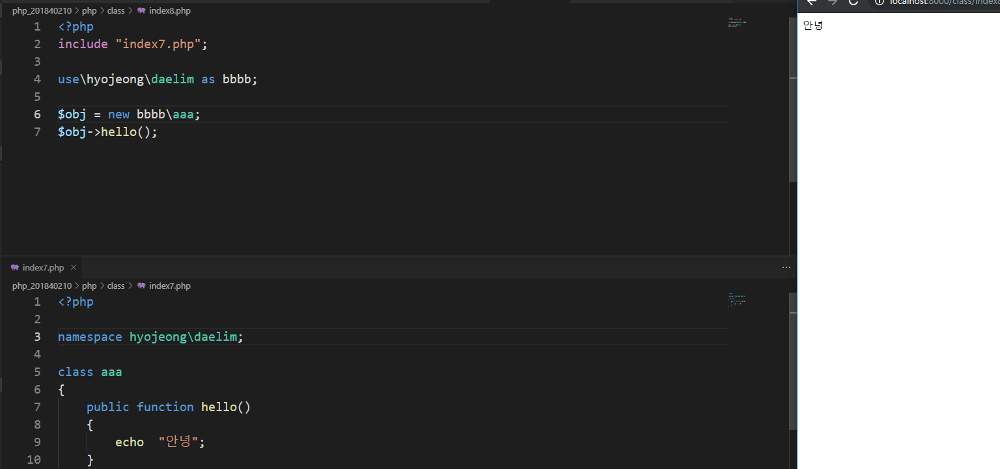 php_201840210 > php > class > index8.php
1 <?php
2 include "index7.php";
3
4 use\hyojeong\daelim as bbbb;
5
6 $obj = new bbbb\aaa;
7 $obj->hello();
index7.php ×
php_201840210 > php > class > index7.php
1 <?php
2
3 namespace hyojeong\daelim;
4
5 class aaa
6 {
7 public function hello()
8 {
9 echo  "안녕";
10 }
localhost:8000/class/index8
안녕